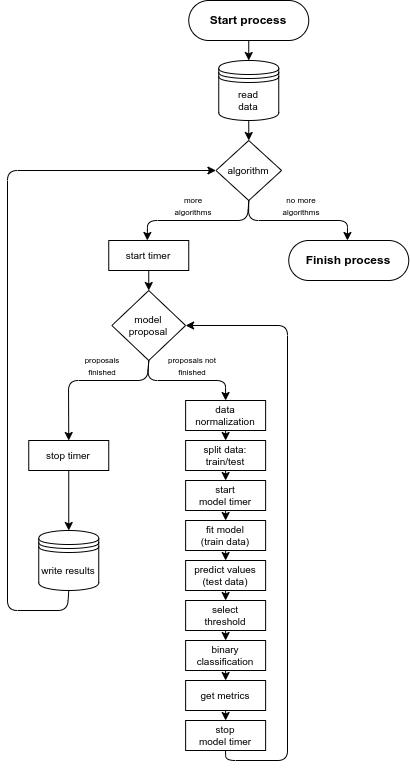 Start process
read
data
algorithm
more
algorithms
no more
algorithms
start timer
Finish process
model
proposal
proposals
finished
proposals not
finished
data
normalization
stop timer
split data:
train/test
start
model timer
fit model
(train data)
write results
predict values
(test data)
select
threshold
binary
classification
get metrics
stop
model timer